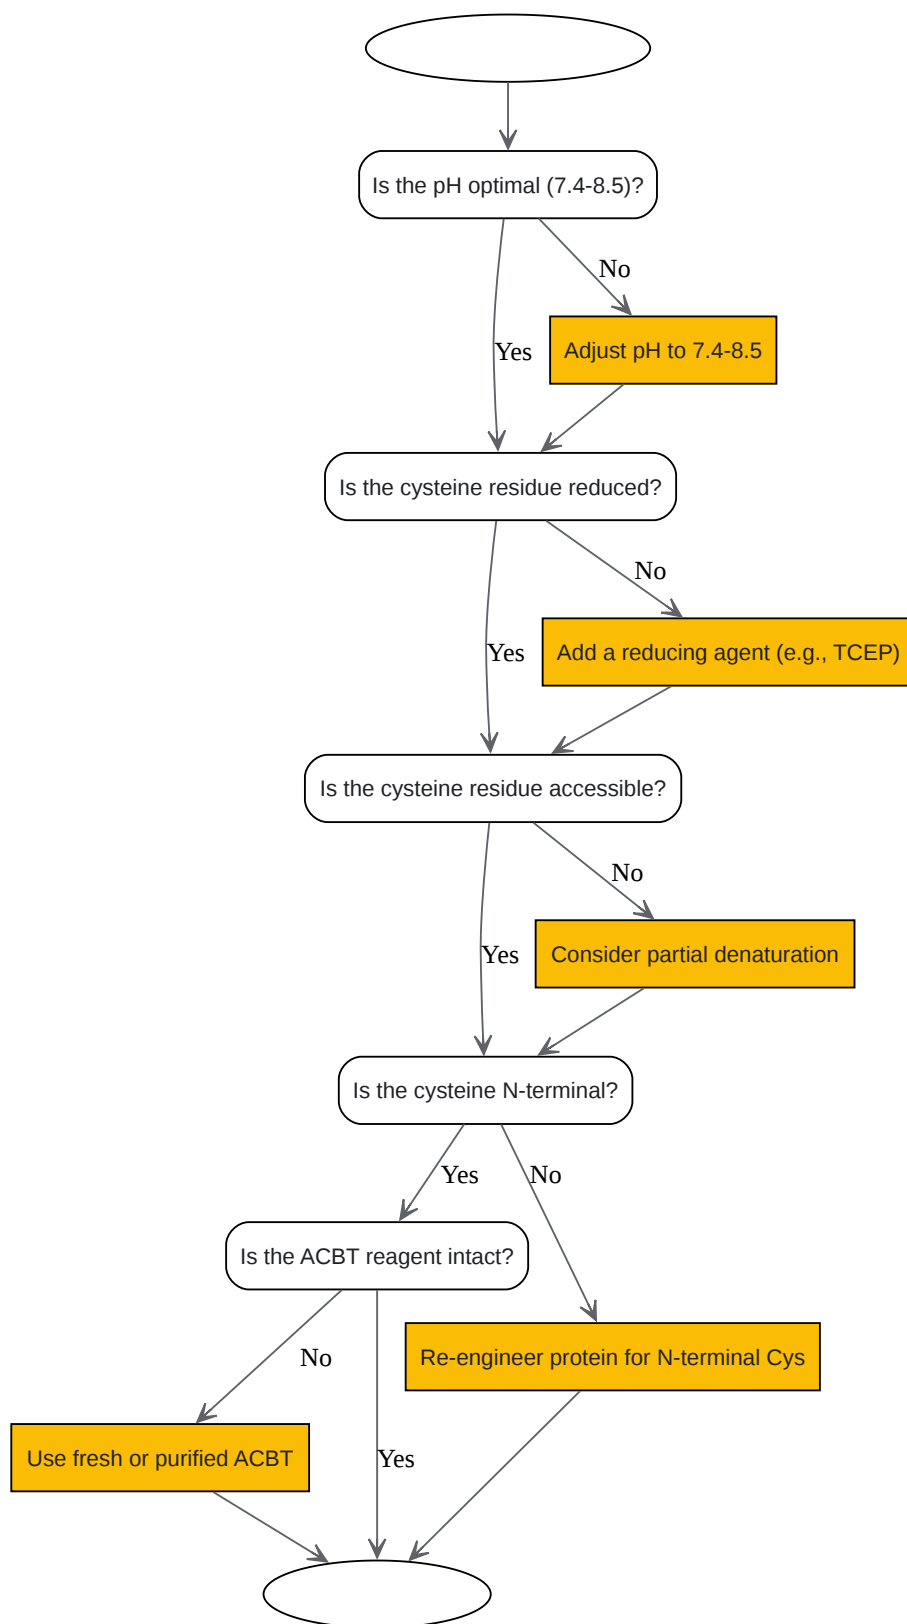 Is the pH optimal (7.4-8.5)?
No
Yes
Adjust pH to 7.4-8.5
Is the cysteine residue reduced?
No
Yes
Add a reducing agent (e.g., TCEP)
Is the cysteine residue accessible?
No
Yes
Consider partial denaturation
Is the cysteine N-terminal?
Yes
No
Is the ACBT reagent intact?
No
Re-engineer protein for N-terminal Cys
Use fresh or purified ACBT
Yes